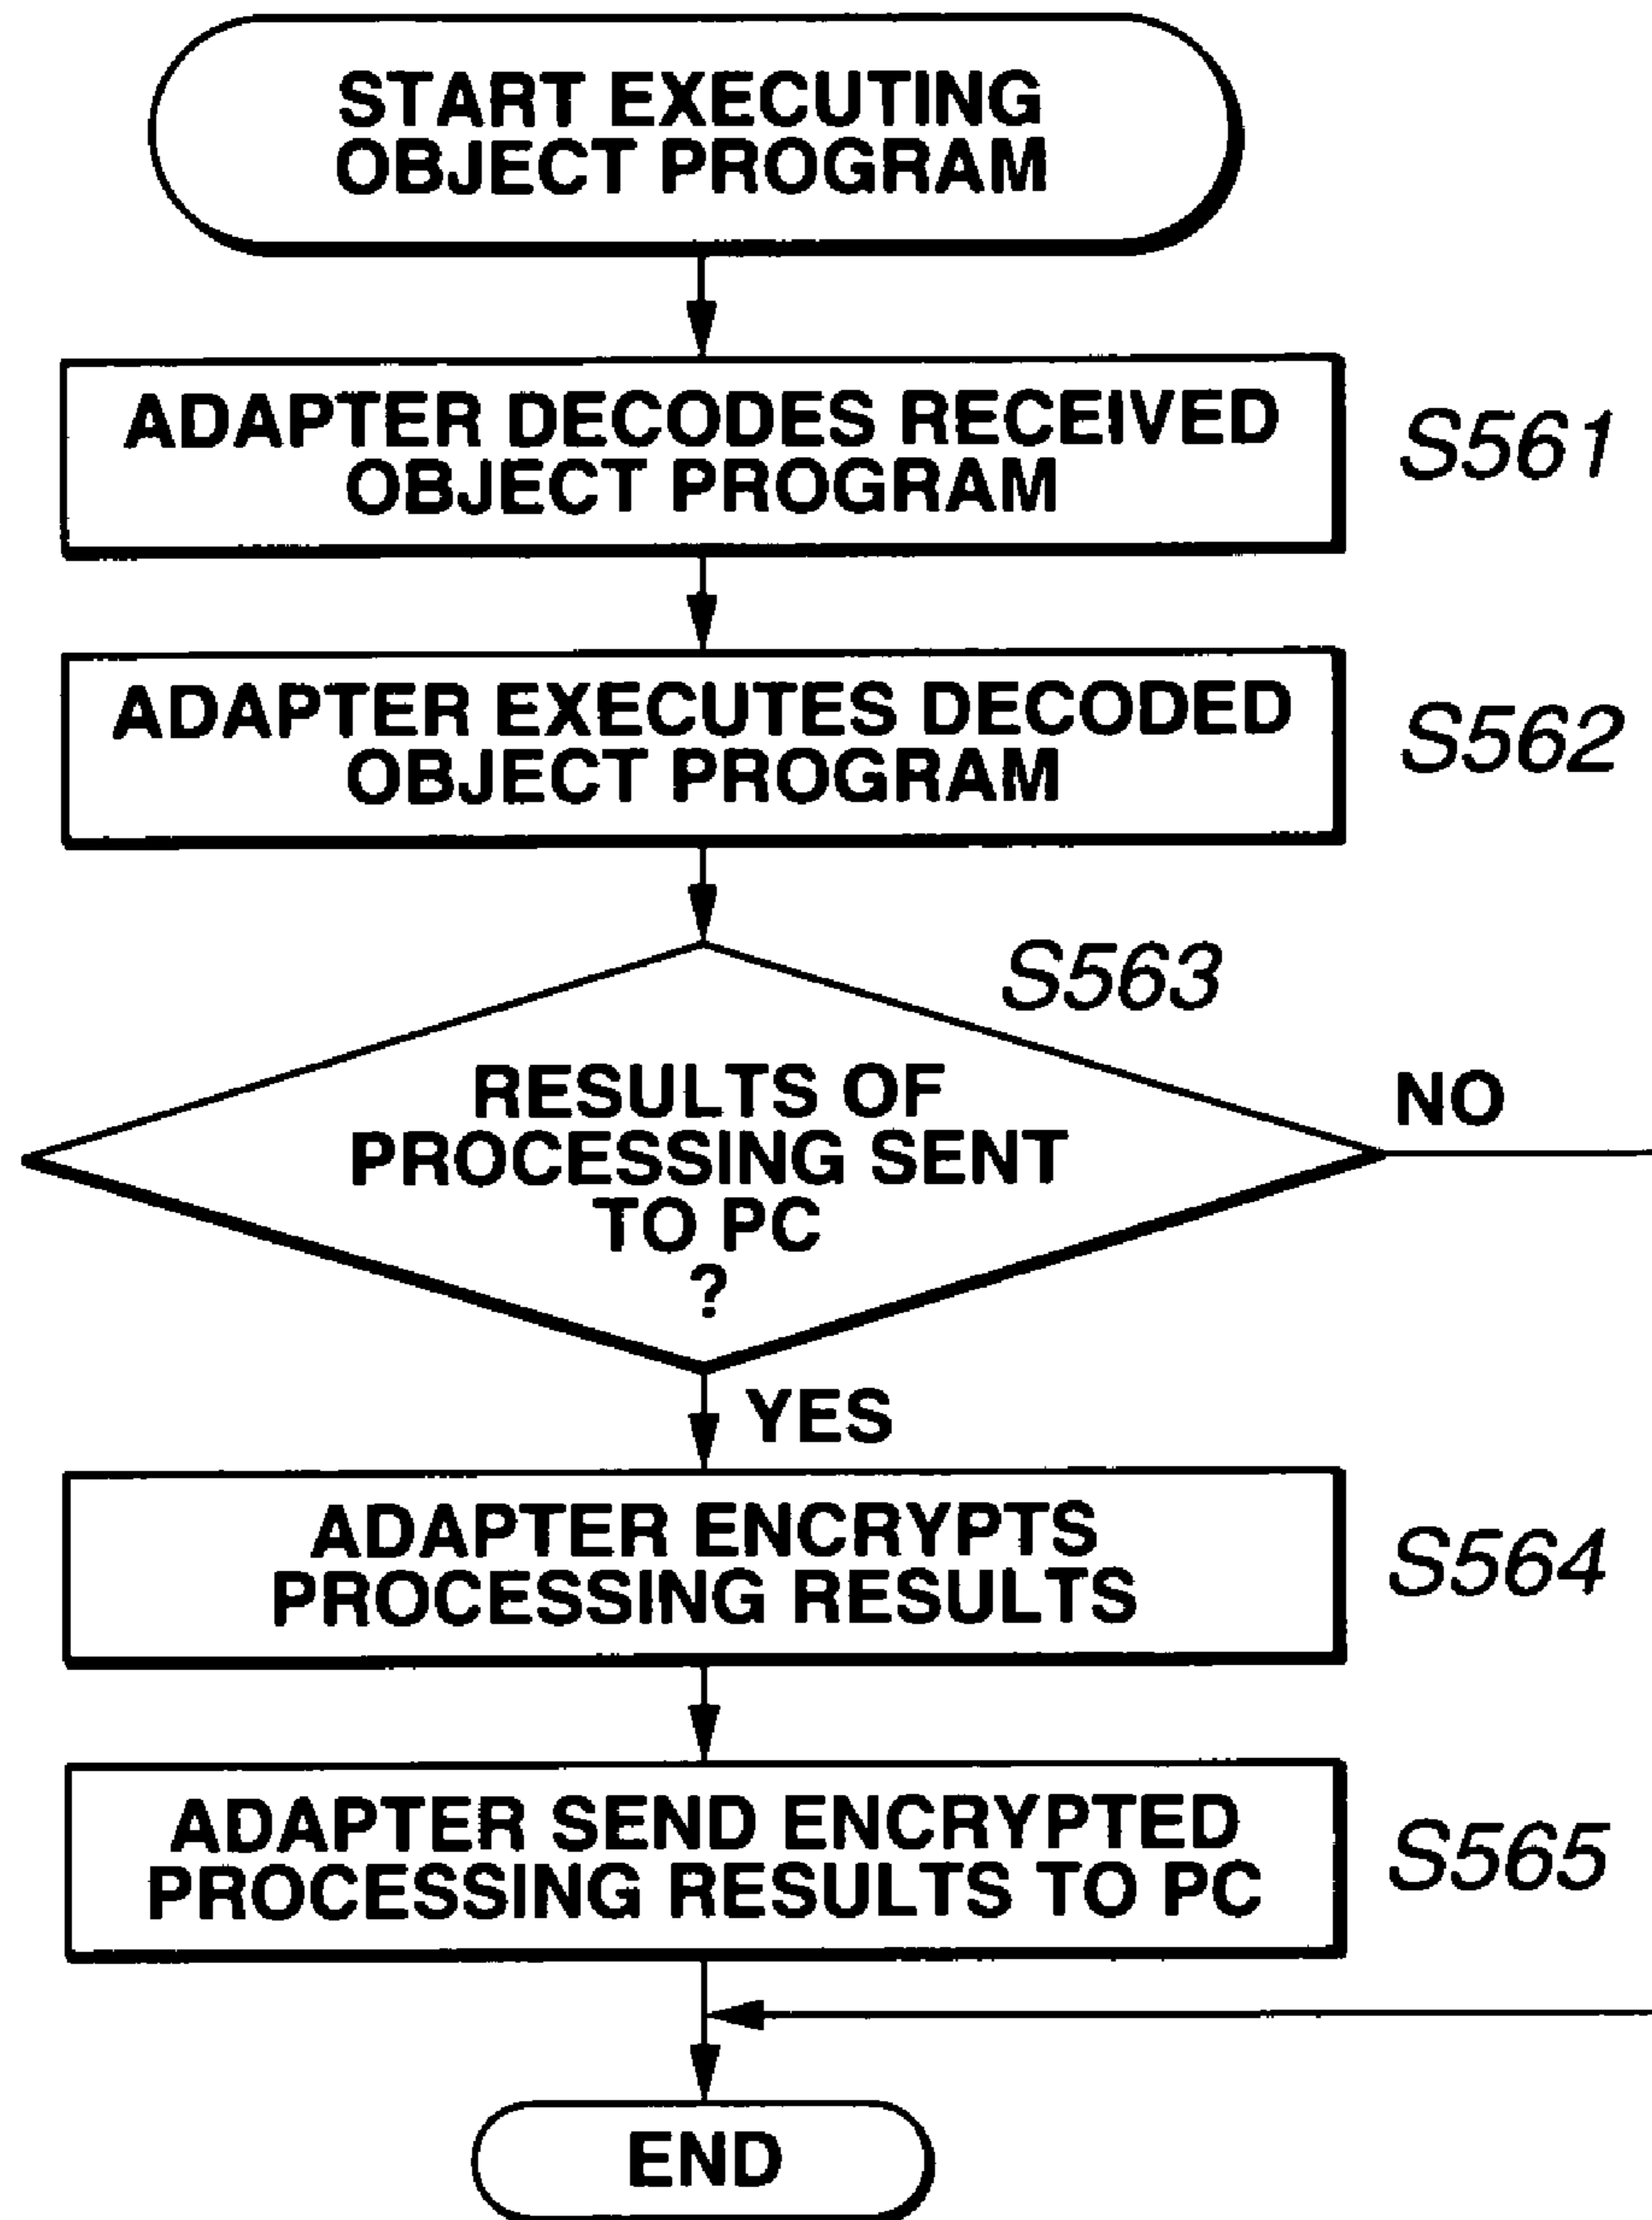 START EXECUTING
OBJECT PROGRAM
ADAPTER DECODES RECEIVED
OBJECT PROGRAM
S561
ADAPTER EXECUTES DECODED
OBJECT PROGRAM
S562
S563
RESULTS OF
PROCESSING SENT
TO PC
?
NO
YES
ADAPTER ENCRYPTS
PROCESSING RESULTS
S564
ADAPTER SEND ENCRYPTED
PROCESSING RESULTS TO PC
S565
END